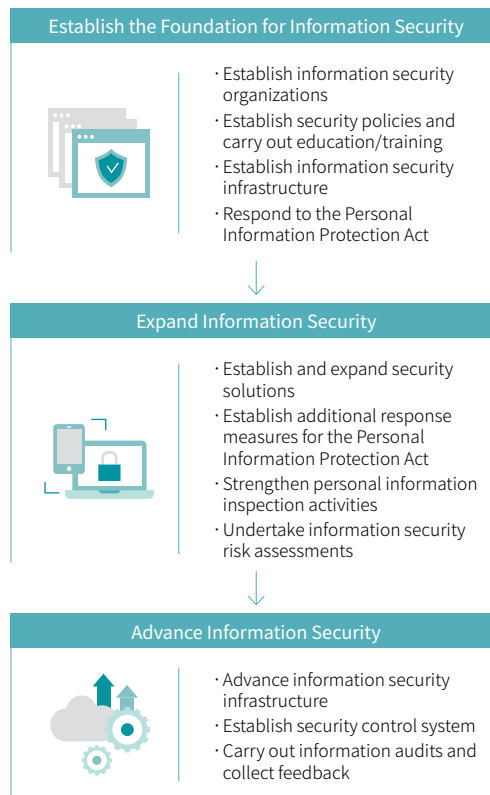 Establish the Foundation for Information Security
· Establish information security
organizations
· Establish security policies and
carry out education/training
· Establish information security
infrastructure
· Respond to the Personal
Information Protection Act
Expand Information Security
· Establish and expand security
solutions
· Establish additional response
measures for the Personal
Information Protection Act
· Strengthen personal information
inspection activities
· Undertake information security
risk assessments
Advance Information Security
· Advance information security
infrastructure
· Establish security control system
· Carry out information audits and
collect feedback